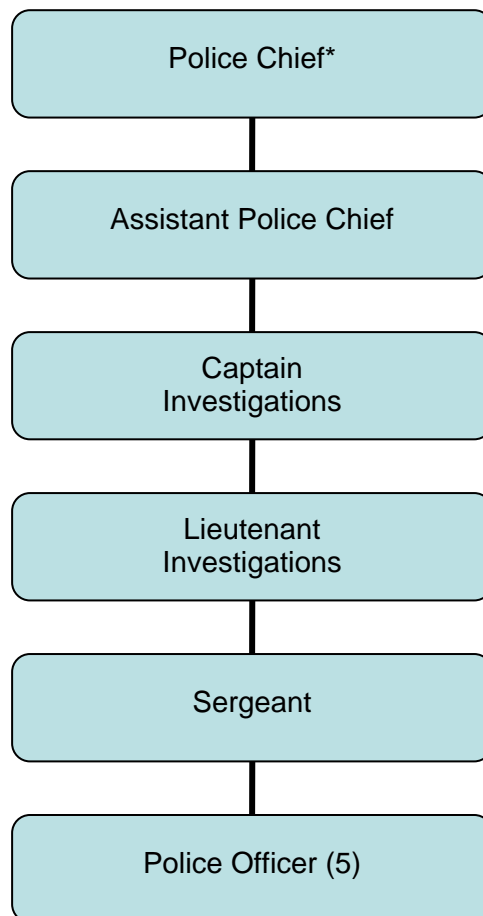 Police Chief*
Assistant Police Chief
Captain
Investigations
Lieutenant
Investigations
Sergeant
Police Officer (5)